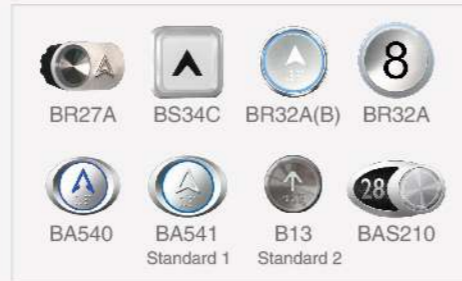 8
BR27A BS34C BR32A(B) BR32A
28
BA540 BA541 B13 BAS210
Standard 1 Standard 2